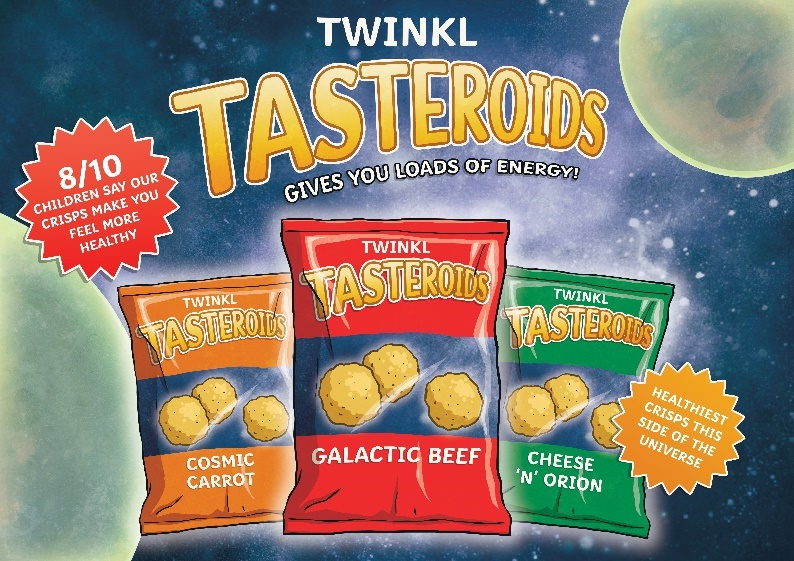 TWINKL
TASTEROIDS
GIVES YOU LOADS OF ENERGY!
8/10
CHILDREN SAY OUR
CRISPS MAKE YOU
FEEL MORE
HEALTHY
TWINKL
TASTEROIDS
COSMIC
CARROT
TWINKL
TASTEROIDS
GALACTIC BEEF
TWINKL
TASTEROIDS
CHEESE
'N' ORION
HEALTHIEST
CRISPS THIS
SIDE OF THE
UNIVERSE